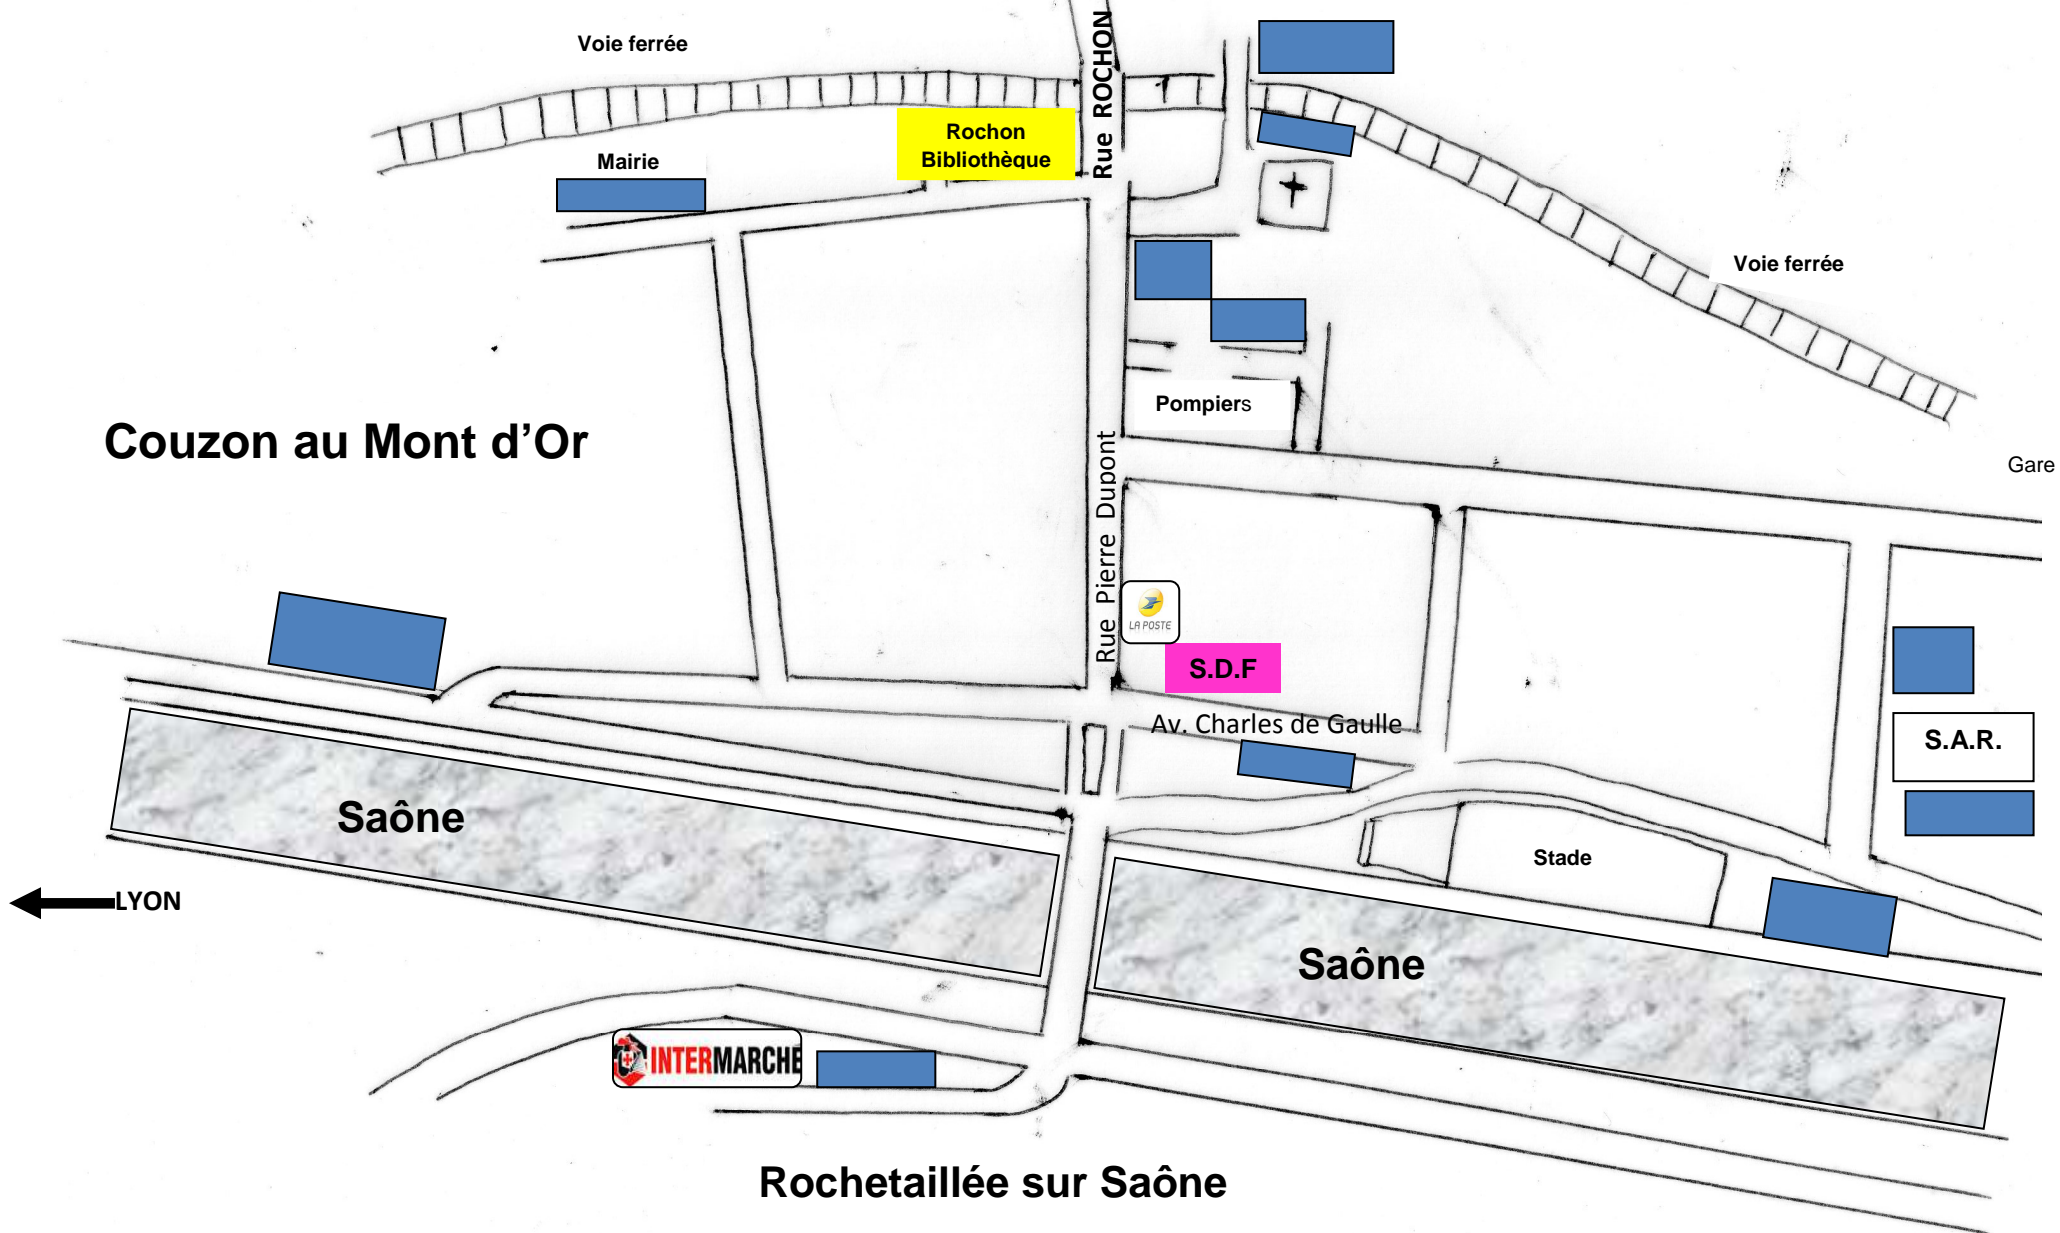 Rue ROCHON
Voie ferrée
Rochon
Bibliothèque
Mairie
Voie ferrée
Pompiers
Couzon au Mont d’Or
Gare
Rue Pierre Dupont
LA POSTE
S.D.F
Av. Charles de Gaulle
S.A.R.
Saône
Stade
LYON
Saône
INTERMARCHE
Rochetaillée sur Saône